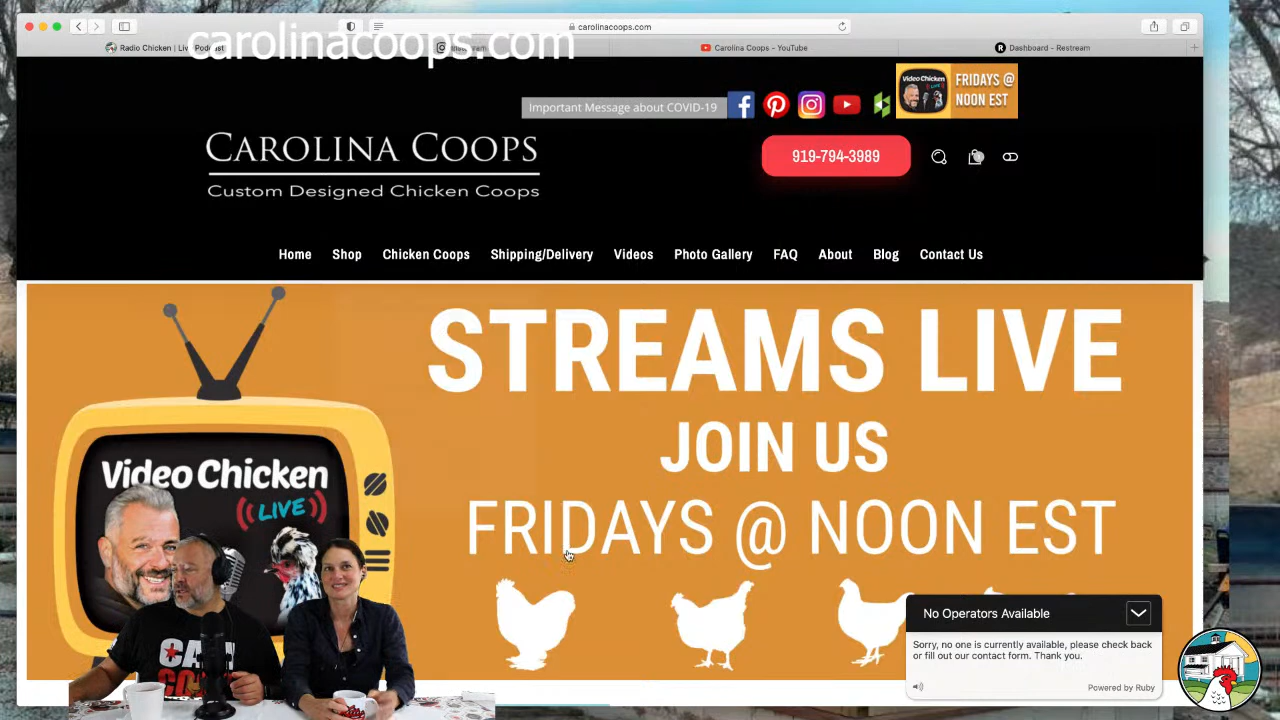 carolinacoops.com
Radio Chicken | Live Podcast
Instagram
Carolina Coops - YouTube
Dashboard - Restream
carolinacoops.com
Video Chicken
LIVE
FRIDAYS @
NOON EST
Important Message about COVID-19
CAROLINA COOPS
Custom Designed Chicken Coops
919-794-3989
Home Shop Chicken Coops Shipping/Delivery Videos Photo Gallery FAQ About Blog Contact Us
STREAMS LIVE
JOIN US
FRIDAYS @ NOON EST
Video Chicken
LIVE
No Operators Available
Sorry, no one is currently available, please check back
or fill out our contact form. Thank you.
Powered by Ruby